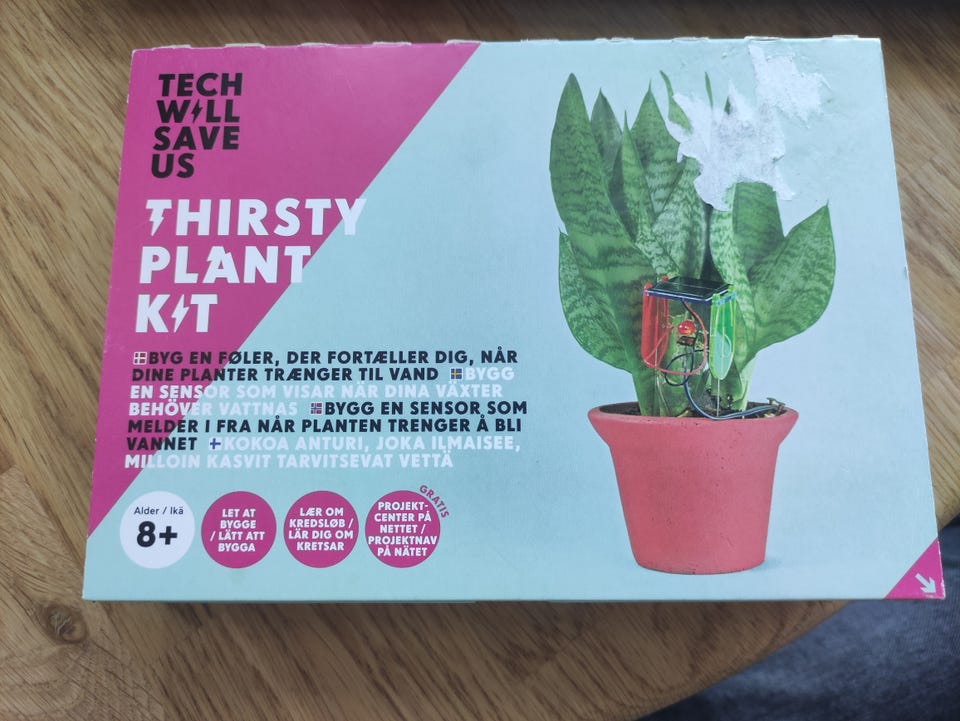 TECH
WILL
SAVE
US
THIRSTY
PLANT
KIT
BYG EN FØLER, DER FORTÆLLER DIG, NÅR
DINE PLANTER TRÆNGER TIL VAND BYGG
EN SENSOR SOM VISAR NÄR DINA VÄXTER
BEHÖVER VATTNAS BYGG EN SENSOR SOM
MELDER I FRA NÅR PLANTEN TRENGER Å BLI
VANNET KOKOA ANTURI, JOKA ILMAISEE,
MILLOIN KASVIT TARVITSEVAT VETTÄ
Alder / Ikä
8+
LET AT
BYGGE
/ LÄTT ATT
BYGGA
LÆR OM
KREDSLØB /
LÄR DIG OM
KRETSAR
GRATIS
PROJEKT-
CENTER PÅ
NETTET /
PROJEKTNAV
PÅ NÄTET